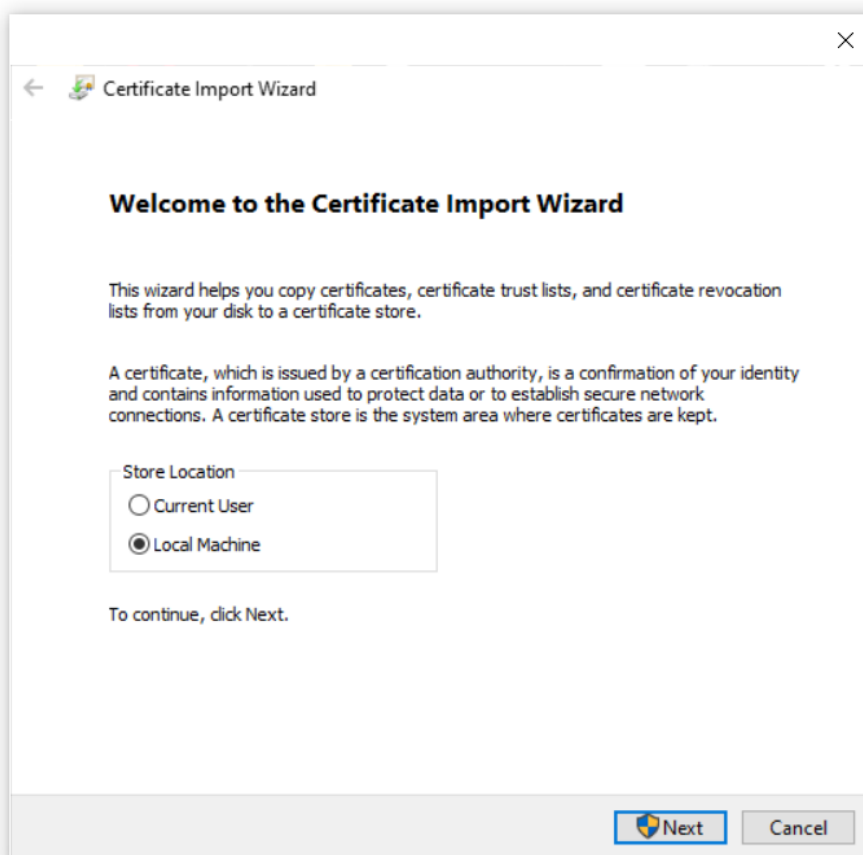 Certificate Import Wizard
Welcome to the Certificate Import Wizard
This wizard helps you copy certificates, certificate trust lists, and certificate revocation
lists from your disk to a certificate store.
A certificate, which is issued by a certification authority, is a confirmation of your identity
and contains information used to protect data or to establish secure network
connections. A certificate store is the system area where certificates are kept.
Store Location
Current User
Local Machine
To continue, click Next.
Next
Cancel